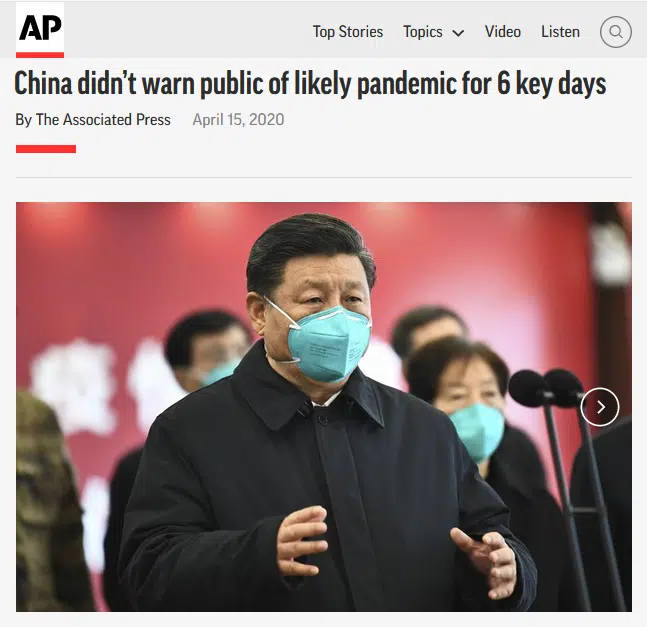 AP
Top Stories Topics Video Listen
China didn’t warn public of likely pandemic for 6 key days
By The Associated Press April 15, 2020